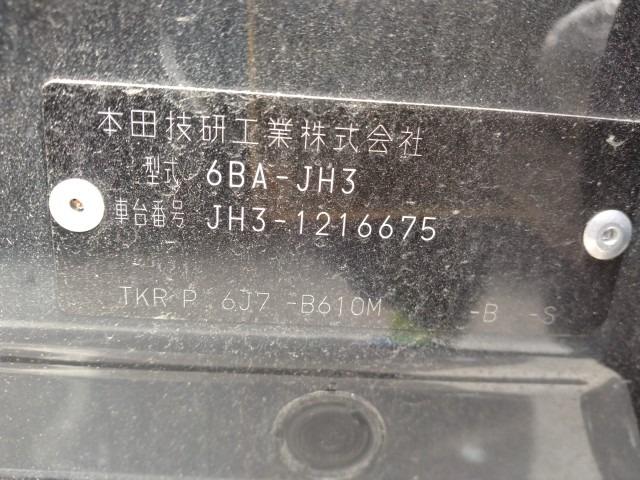 本田技研工業株式会社
型式 6BA-JH3
車台番号 JH3-1216675
- -
TKR P 6J7 -B610M -B -S